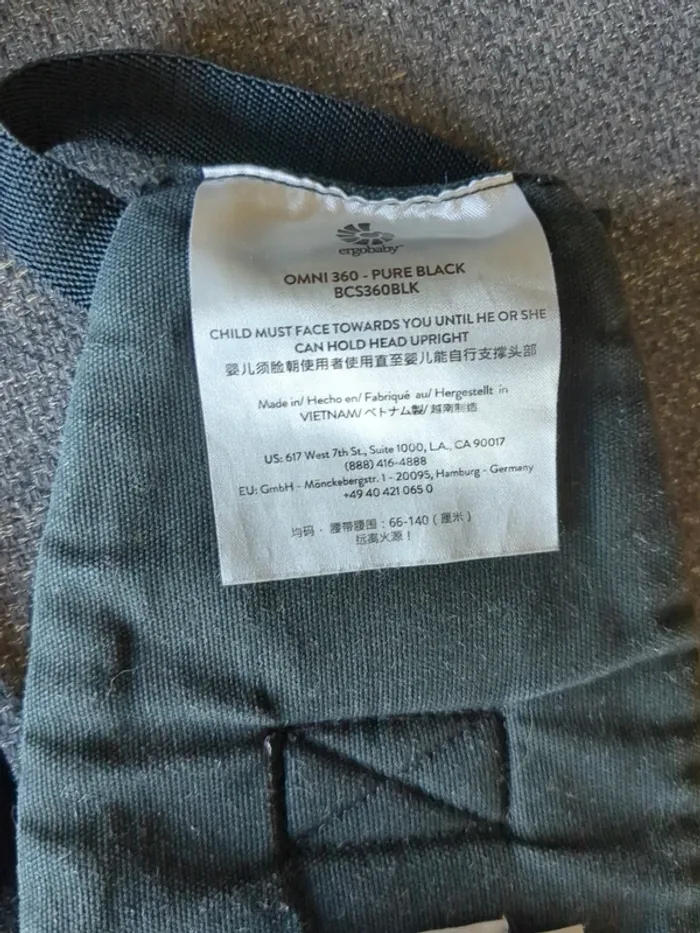 ergobaby™
OMNI 360 - PURE BLACK
BCS360BLK
CHILD MUST FACE TOWARDS YOU UNTIL HE OR SHE
CAN HOLD HEAD UPRIGHT
婴儿须脸朝使用者使用直至婴儿能自行支撑头部
Made in/ Hecho en/ Fabriqué au/ Hergestellt in
VIETNAM/ ベトナム製/ 越南制造
US: 617 West 7th St., Suite 1000, L.A., CA 90017
(888) 416-4888
EU: GmbH - Mönckebergstr. 1 - 20095, Hamburg - Germany
+49 40 421 065 0
均码 · 腰带腰围：66-140（厘米）
远离火源！